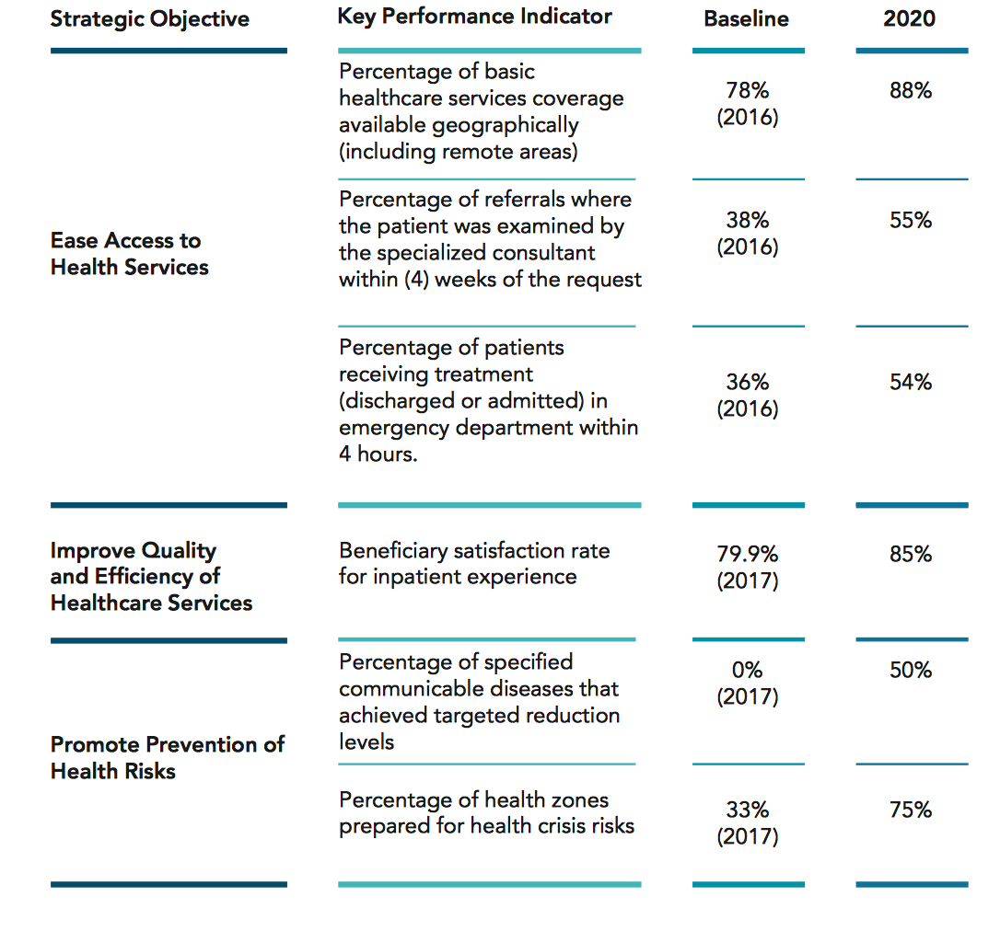 Strategic Objective
Key Performance Indicator
Baseline
2020
Ease Access to
Health Services
Percentage of basic
healthcare services coverage
available geographically
(including remote areas)
78%
(2016)
88%
Percentage of referrals where
the patient was examined by
the specialized consultant
within (4) weeks of the request
38%
(2016)
55%
Percentage of patients
receiving treatment
(discharged or admitted) in
emergency department within
4 hours.
36%
(2016)
54%
Improve Quality
and Efficiency of
Healthcare Services
Beneficiary satisfaction rate
for inpatient experience
79.9%
(2017)
85%
Promote Prevention of
Health Risks
Percentage of specified
communicable diseases that
achieved targeted reduction
levels
0%
(2017)
50%
Percentage of health zones
prepared for health crisis risks
33%
(2017)
75%